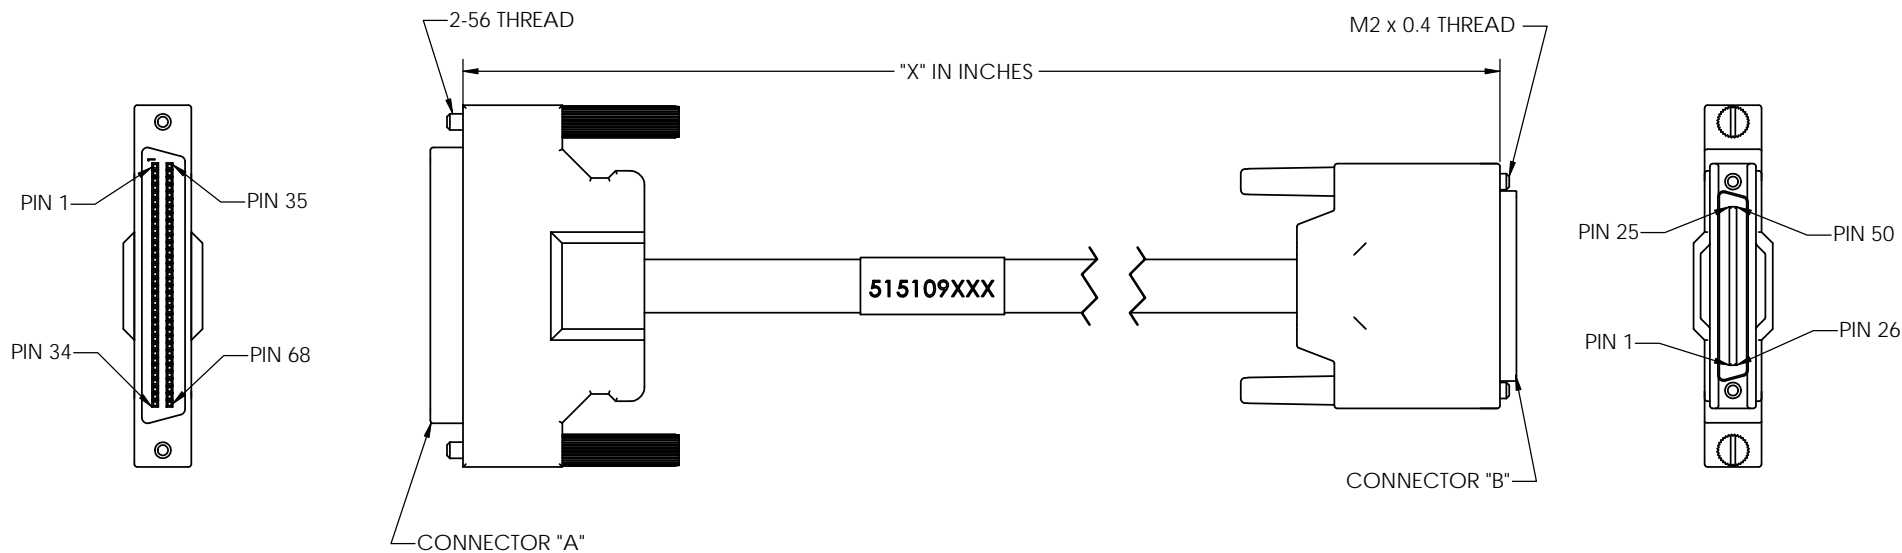 2-56 THREAD
M2 x 0.4 THREAD
"X" IN INCHES
1
PIN 1
PIN 35
PIN 25
PIN 50
515109XXX
PIN 34
PIN 68
PIN 1
PIN 26
CONNECTOR "B"
CONNECTOR "A"